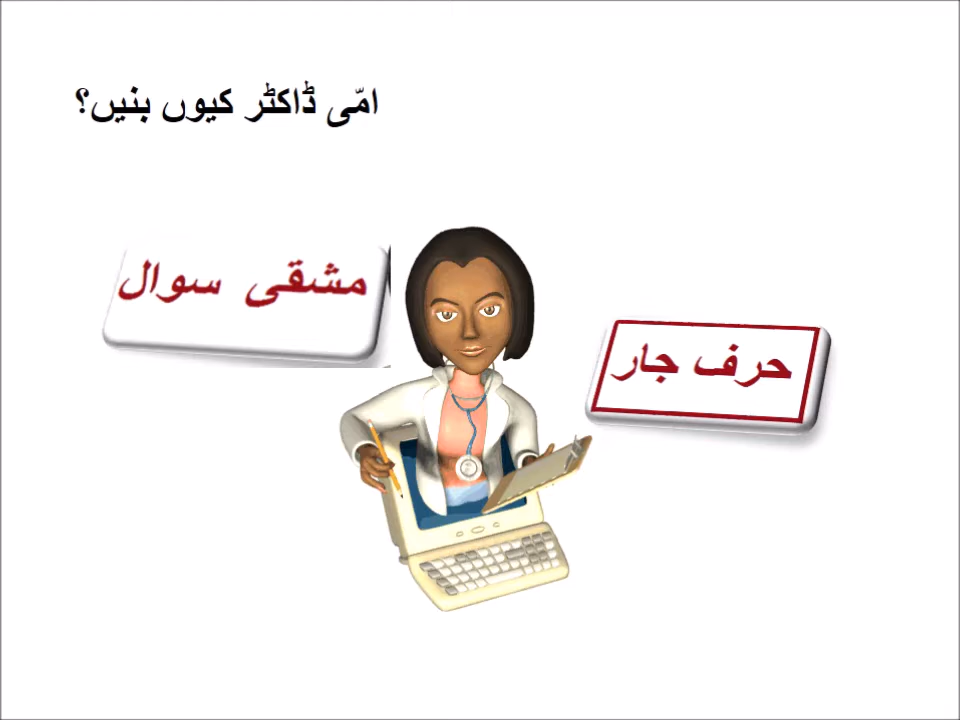 امّی ڈاکٹر کیوں بنیں؟
مشقی سوال
حرف جار